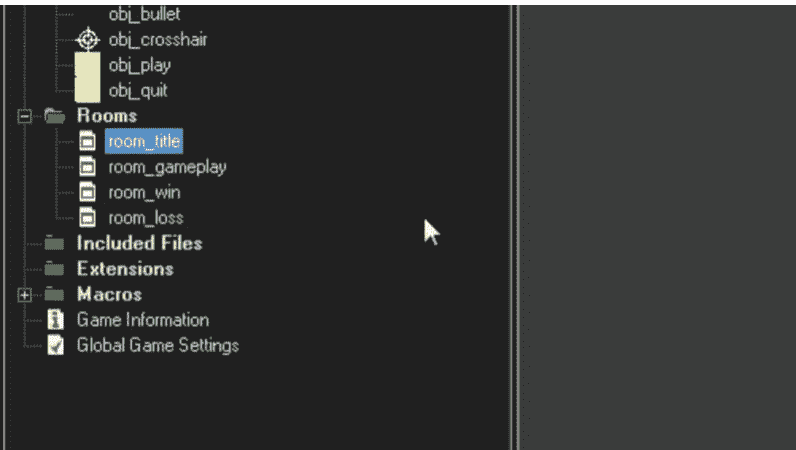 obj_bullet
obj_crosshair
obj_play
obj_quit
Rooms
room_title
room_gameplay
room_win
room_loss
Included Files
Extensions
Macros
Game Information
Global Game Settings